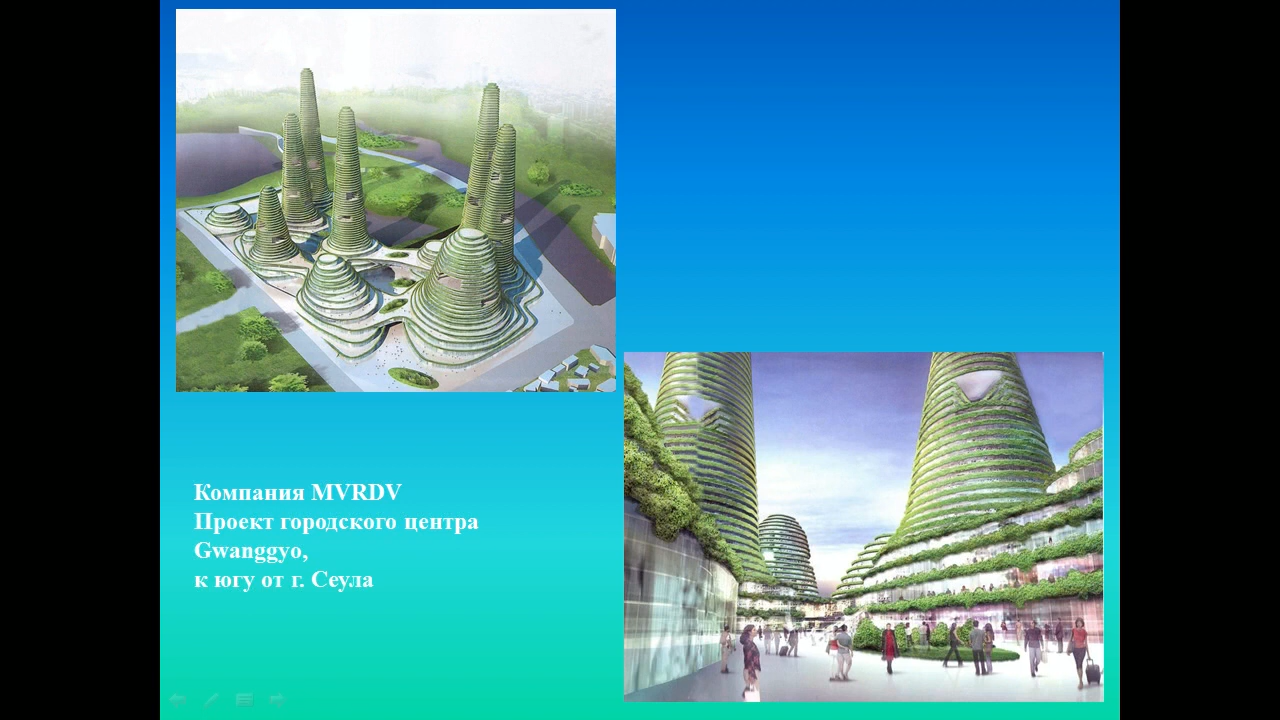 Компания MVRDV
Проект городского центра
Gwanggyo,
к югу от г. Сеула